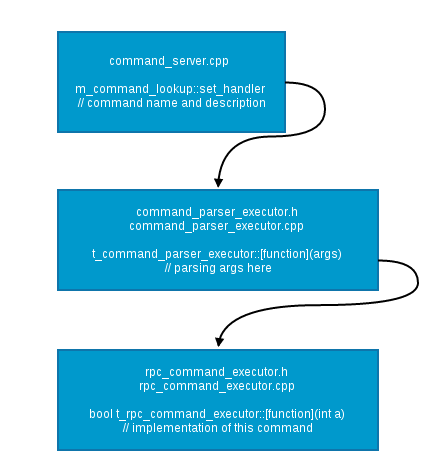 command_server.cpp
m_command_lookup::set_handler
// command name and description
command_parser_executor.h
command_parser_executor.cpp
t_command_parser_executor::[function](args)
// parsing args here
rpc_command_executor.h
rpc_command_executor.cpp
bool t_rpc_command_executor::[function](int a)
// implementation of this command